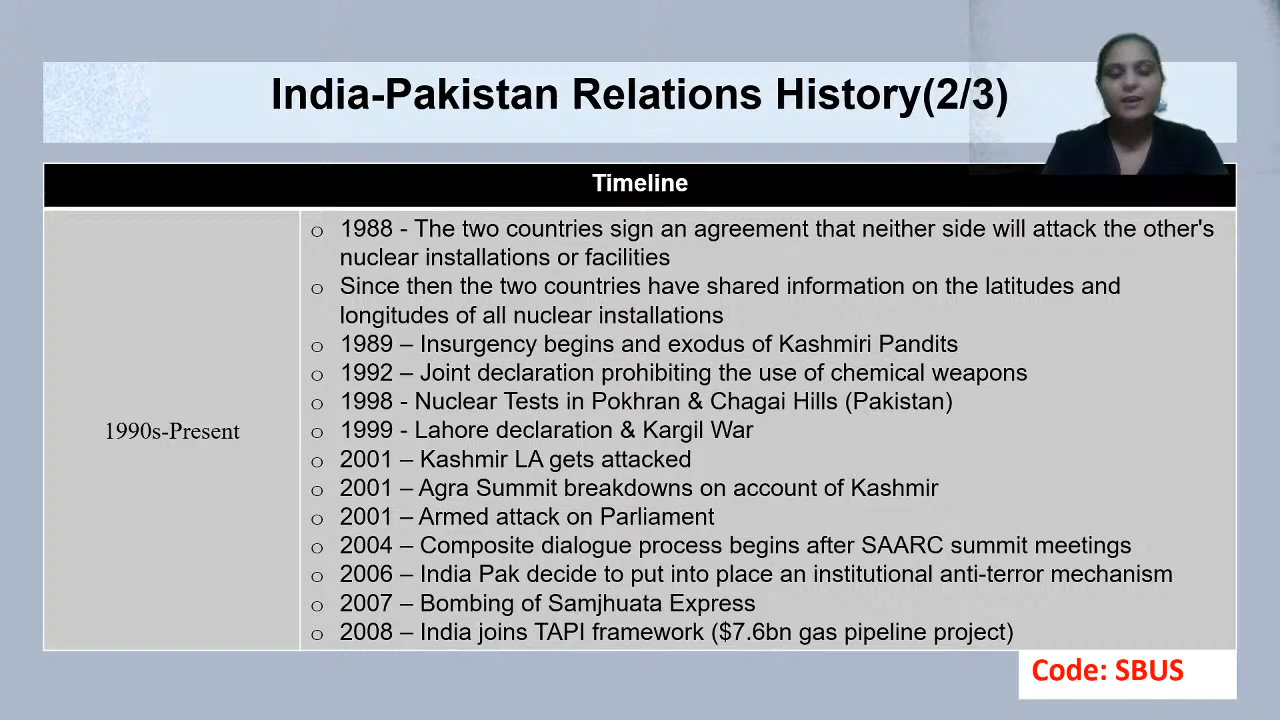 India-Pakistan Relations History(2/3)
Timeline
1990s-Present
o 1988 - The two countries sign an agreement that neither side will attack the other's
nuclear installations or facilities
o Since then the two countries have shared information on the latitudes and
longitudes of all nuclear installations
o 1989 – Insurgency begins and exodus of Kashmiri Pandits
o 1992 – Joint declaration prohibiting the use of chemical weapons
o 1998 - Nuclear Tests in Pokhran & Chagai Hills (Pakistan)
o 1999 - Lahore declaration & Kargil War
o 2001 – Kashmir LA gets attacked
o 2001 – Agra Summit breakdowns on account of Kashmir
o 2001 – Armed attack on Parliament
o 2004 – Composite dialogue process begins after SAARC summit meetings
o 2006 – India Pak decide to put into place an institutional anti-terror mechanism
o 2007 – Bombing of Samjhuata Express
o 2008 – India joins TAPI framework ($7.6bn gas pipeline project)
Code: SBUS